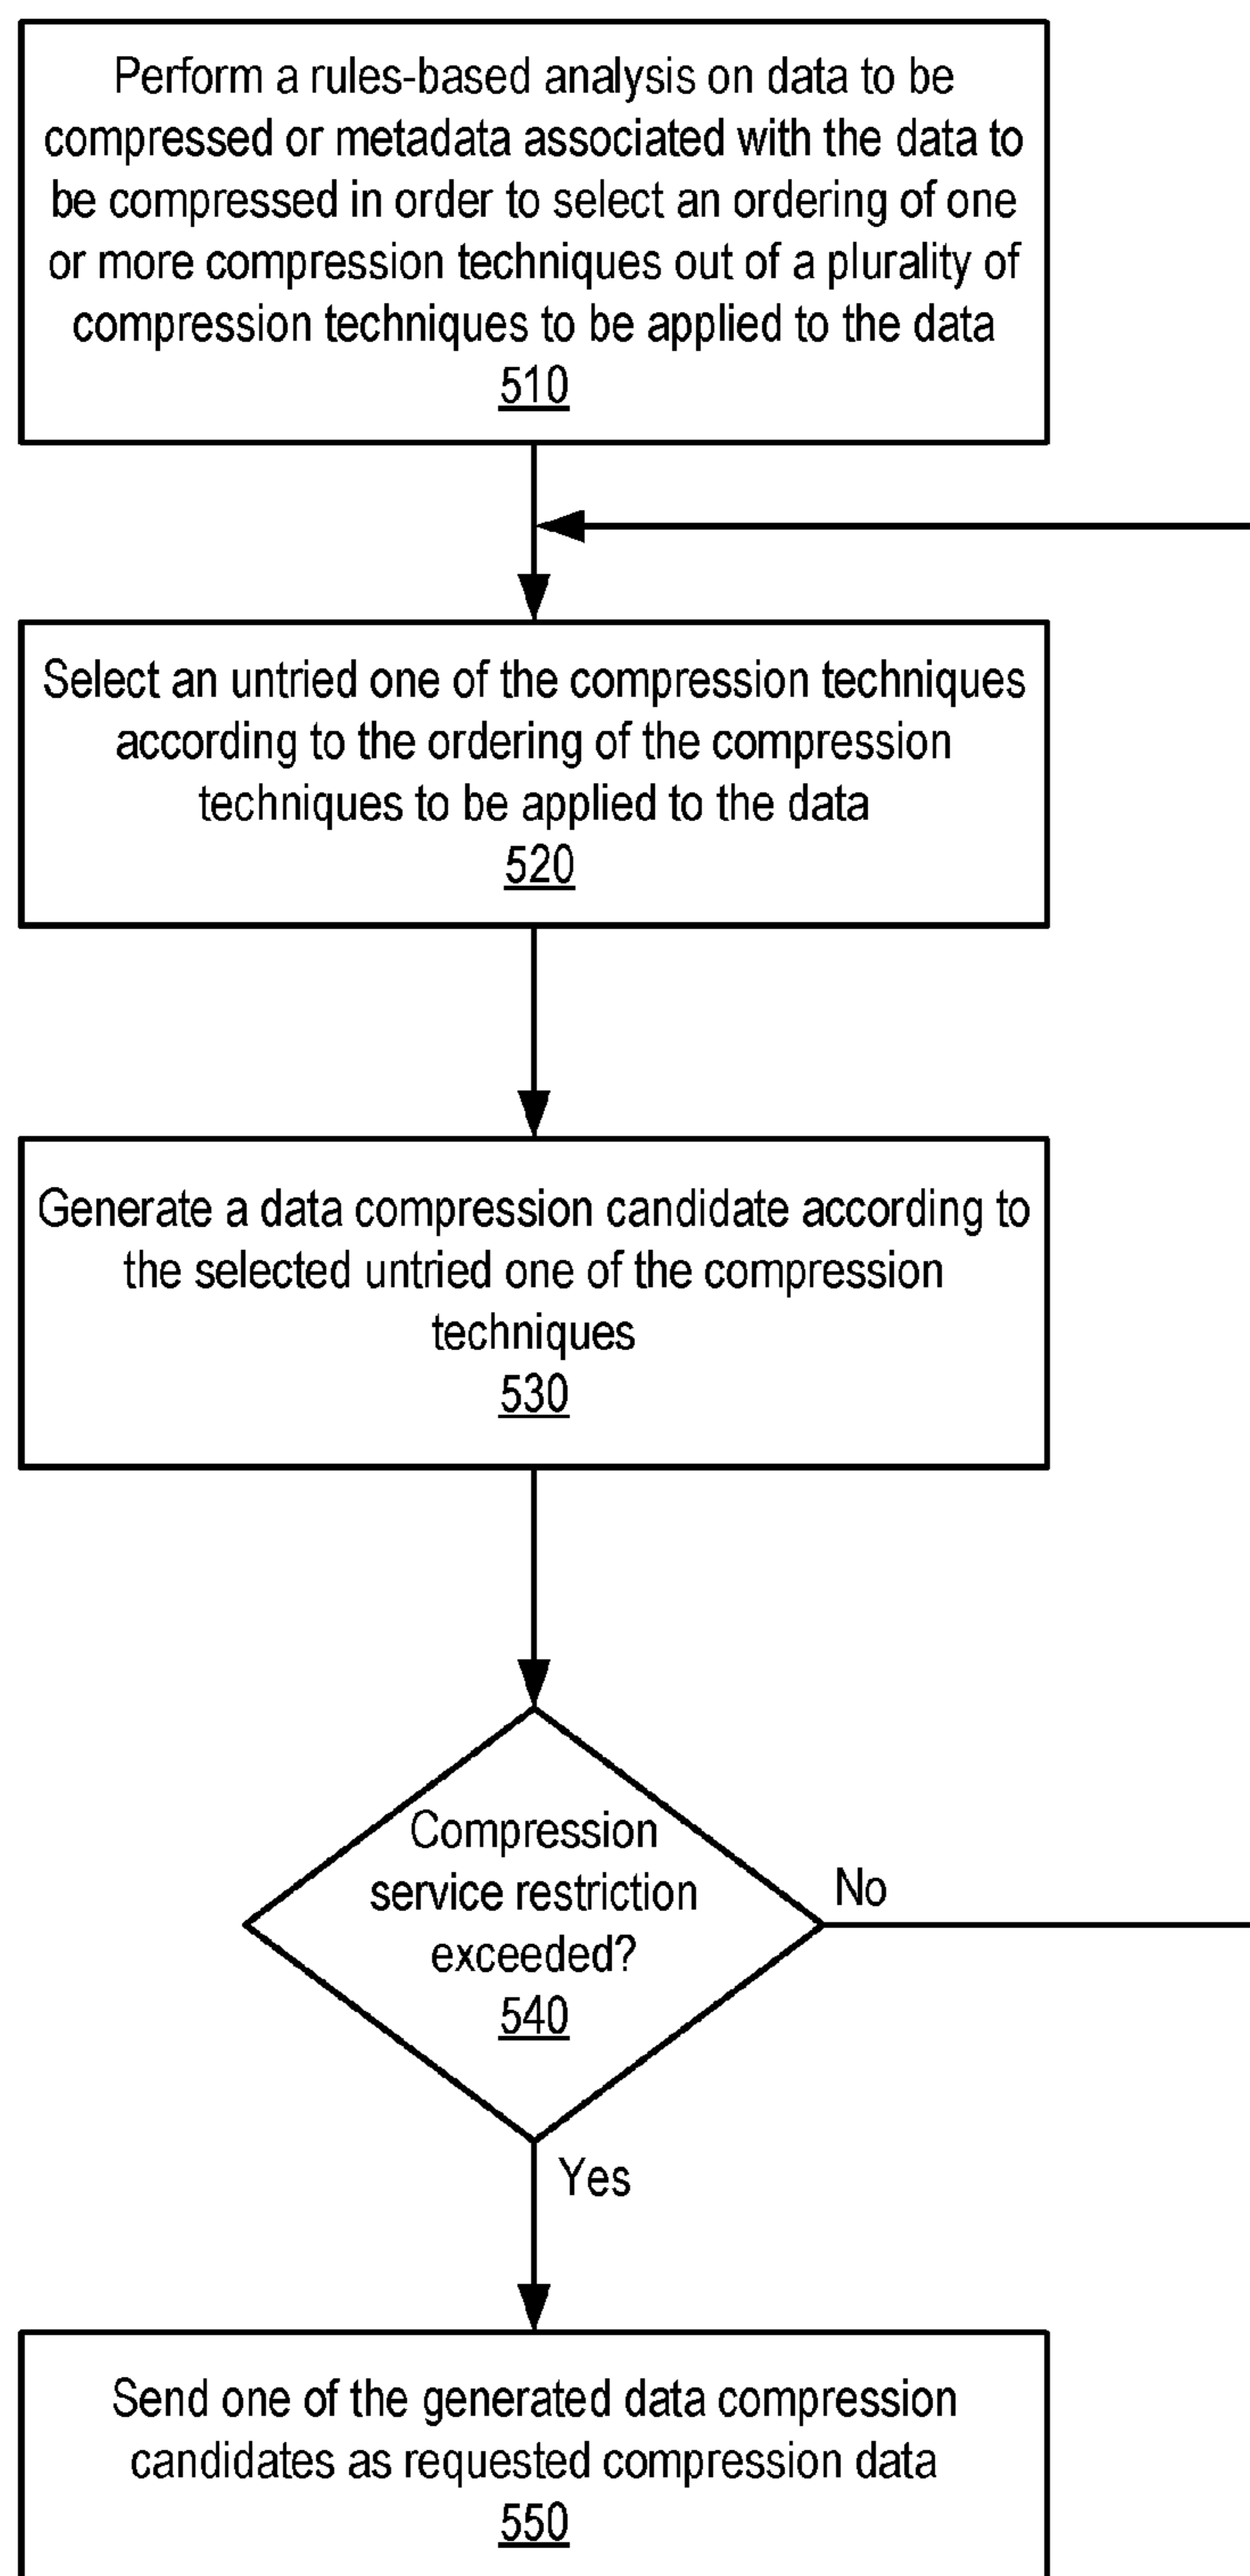 Perform a rules-based analysis on data to be
compressed or metadata associated with the data to
be compressed in order to select an ordering of one
or more compression techniques out of a plurality of
compression techniques to be applied to the data
510
Select an untried one of the compression techniques
according to the ordering of the compression
techniques to be applied to the data
520
Generate a data compression candidate according to
the selected untried one of the compression
techniques
530
Compression
service restriction
exceeded?
540
No
Yes
Send one of the generated data compression
candidates as requested compression data
550